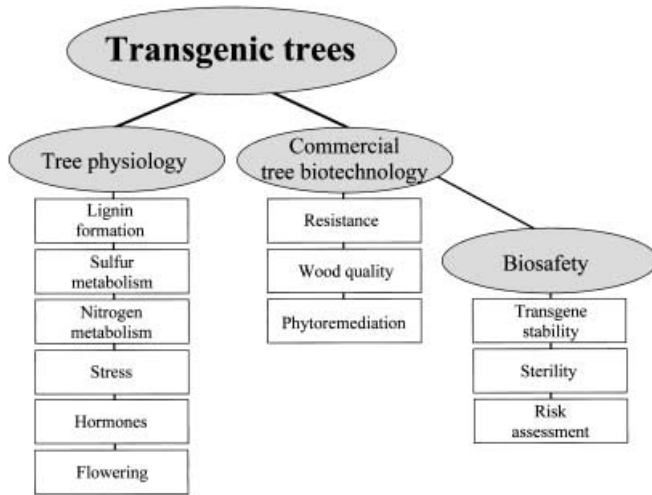 Transgenic trees
Tree physiology
Lignin
formation
Sulfur
metabolism
Nitrogen
metabolism
Stress
Hormones
Flowering
Commercial
tree biotechnology
Resistance
Wood quality
Phytoremediation
Biosafety
Transgene
stability
Sterility
Risk
assessment